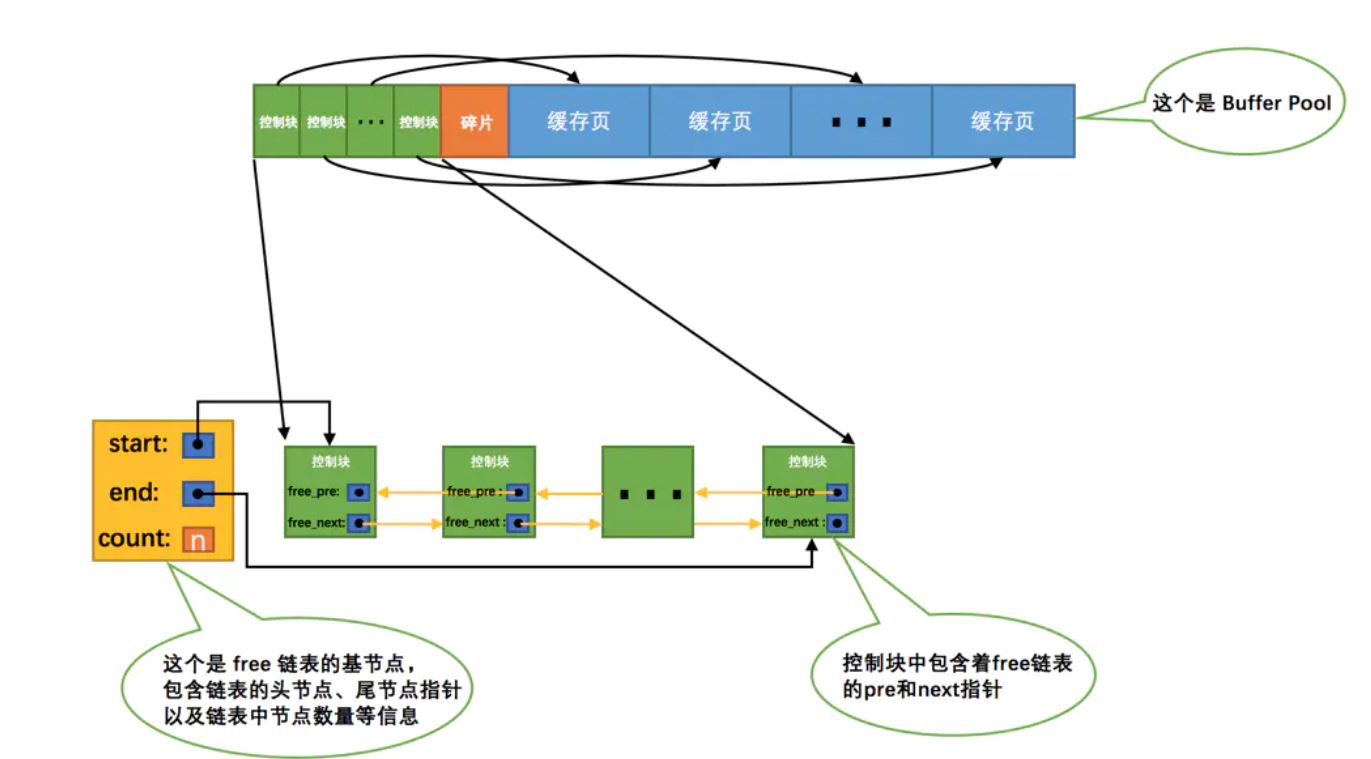 控制块
控制块
...
控制块
碎片
缓存页
缓存页
...
缓存页
这个是 Buffer Pool
start:
end:
count: n
控制块
free_pre:
free_next:
控制块
free_pre :
free_next :
...
控制块
free_pre
free_next :
这个是 free 链表的基节点，
包含链表的头节点、尾节点指针
以及链表中节点数量等信息
控制块中包含着free链表
的pre和next指针